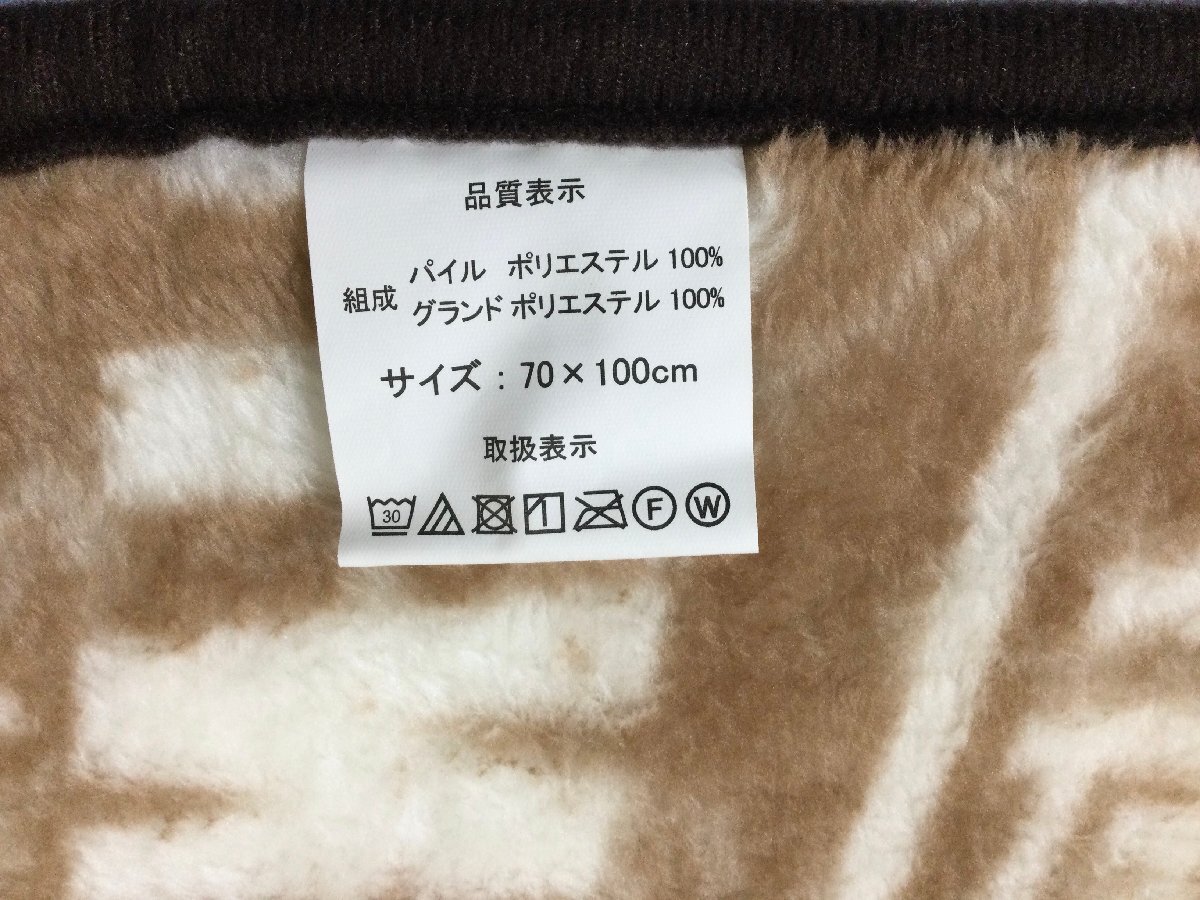 品質表示
組成 パイル ポリエステル 100%
グランド ポリエステル 100%
サイズ : 70×100cm
取扱表示
30 F W